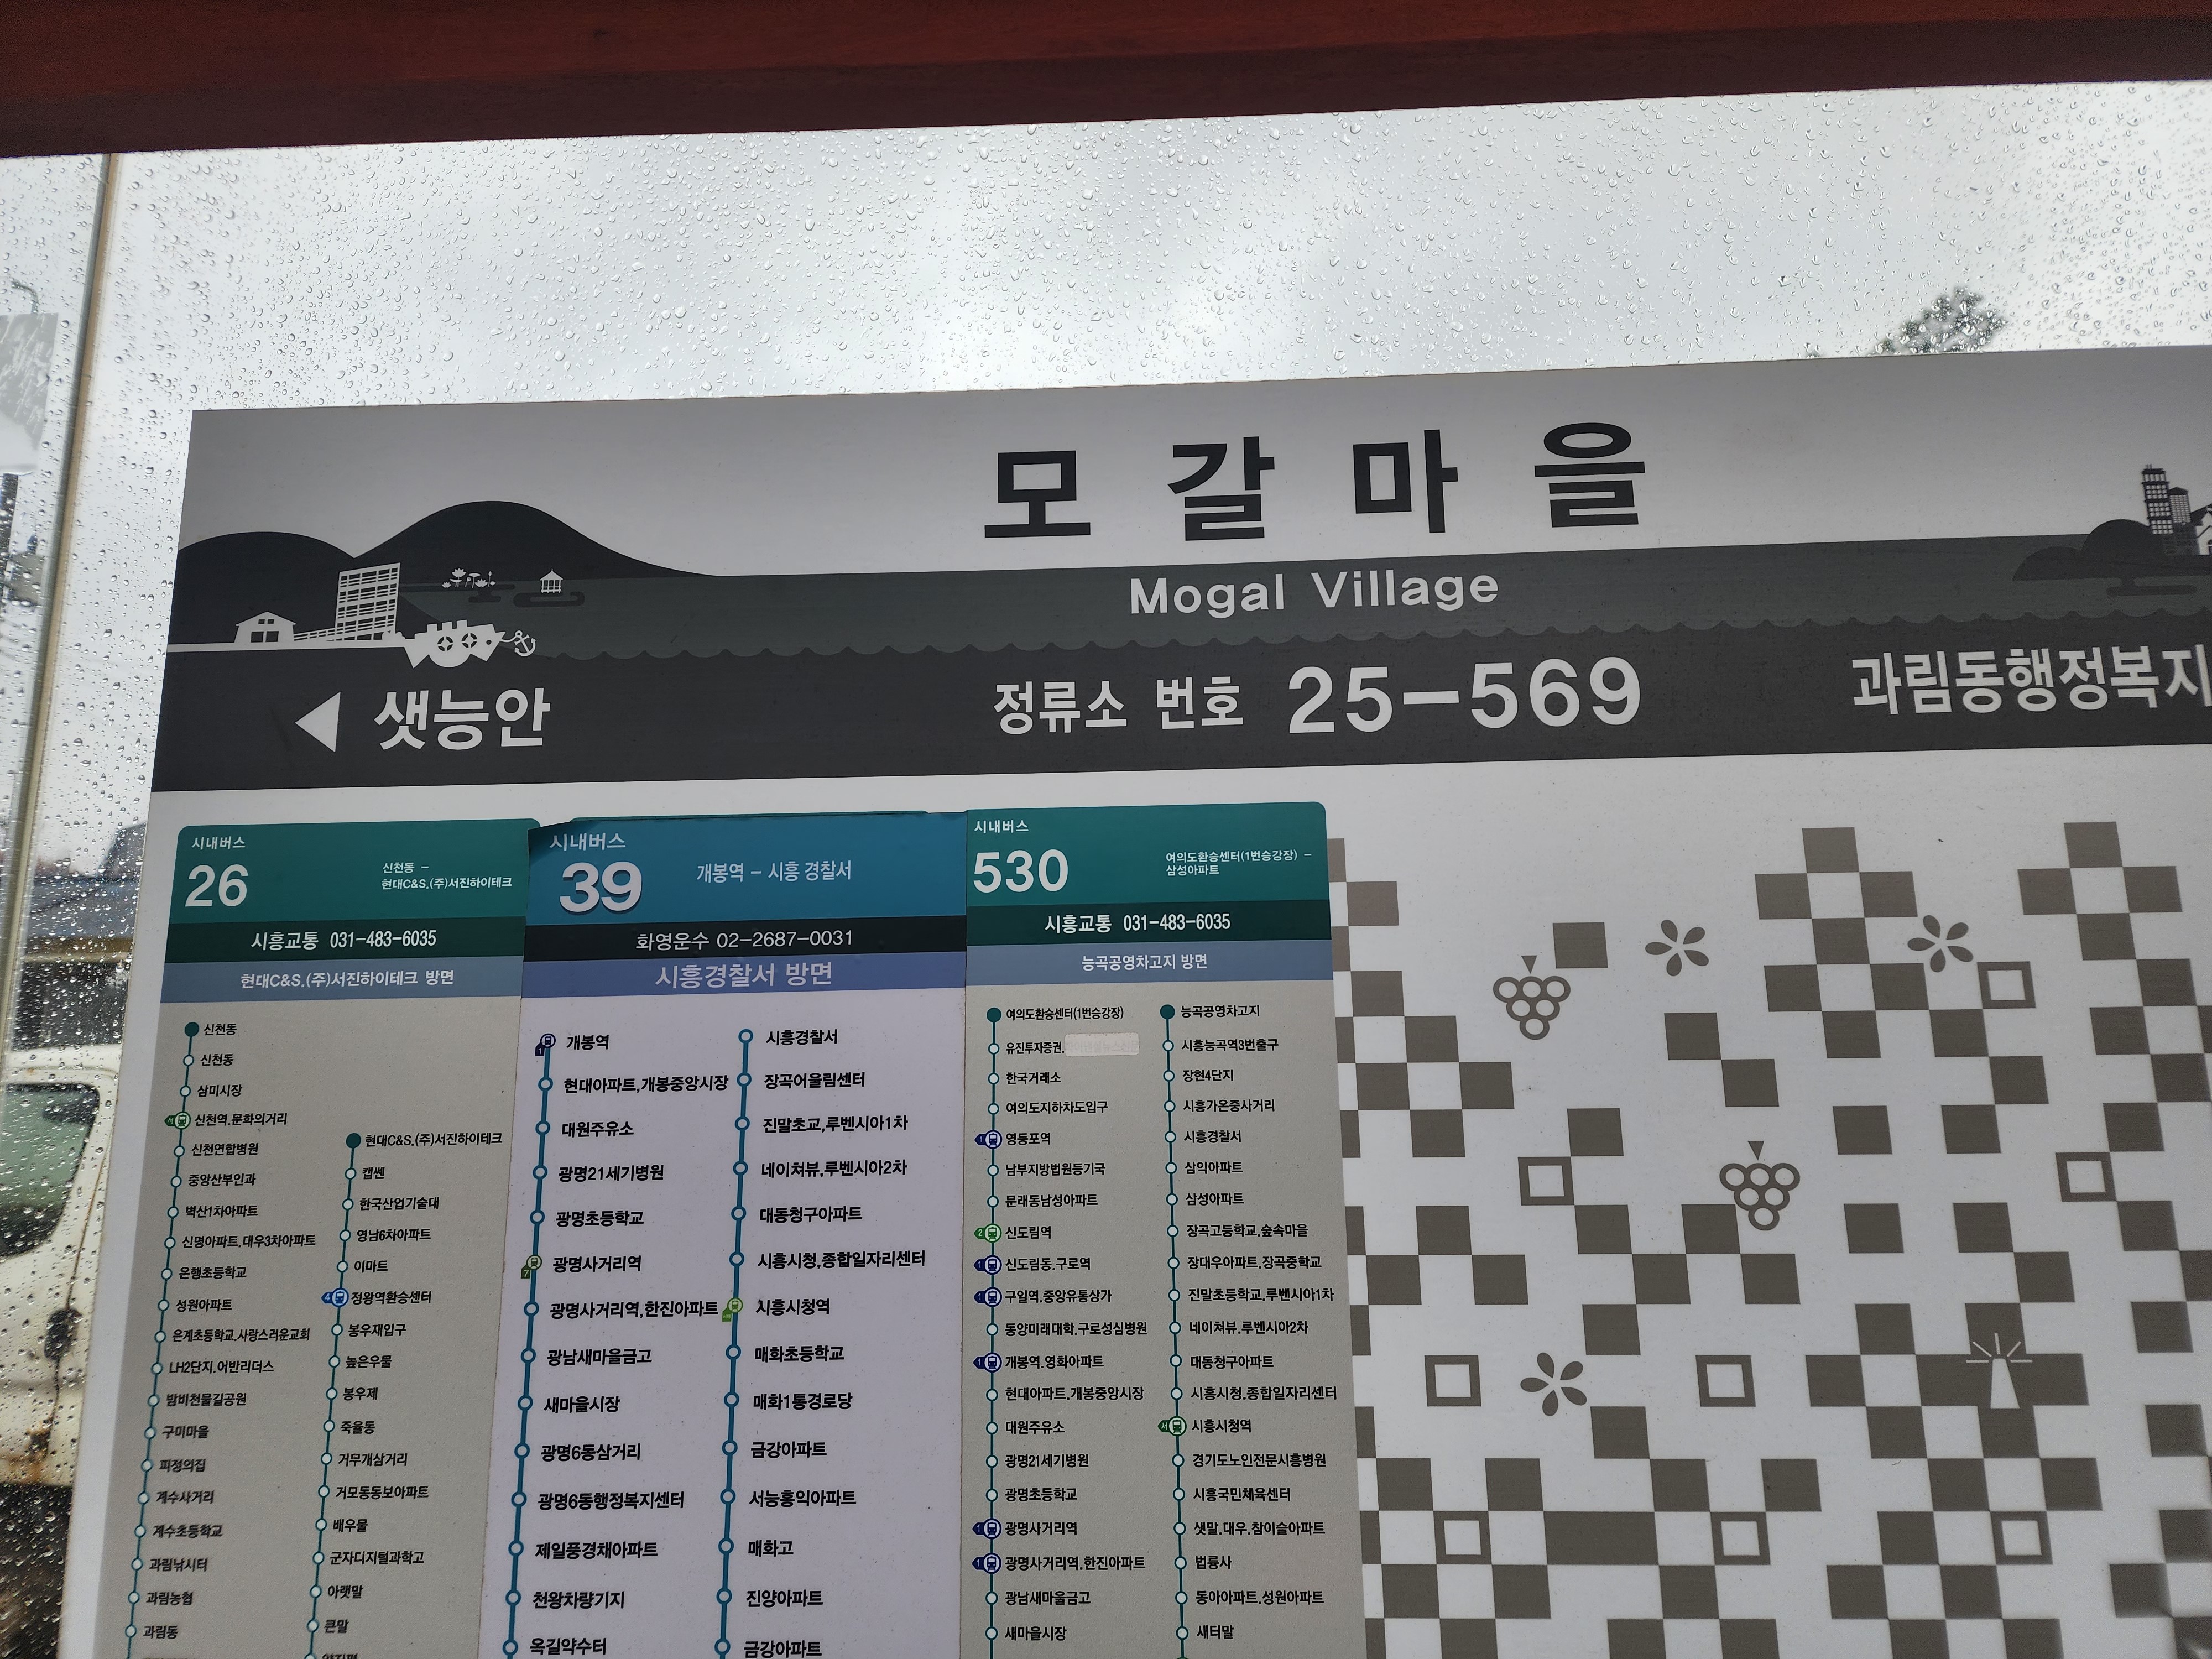 모갈마을
Mogal Village
◀ 샛능안
정류소 번호 25-569
과림동행정복지
시내버스
26
신천동 -
현대C&S.(주)서진하이테크
시흥교통 031-483-6035
현대C&S.(주)서진하이테크 방면
신천동
신천동
삼미시장
신천역.문화의거리
신천연합병원
중앙산부인과
벽산1차아파트
신명아파트.대우3차아파트
은행초등학교
성원아파트
은계초등학교.사랑스러운교회
LH2단지.어반리더스
밤비천물길공원
구미마을
피정의집
계수사거리
계수초등학교
과림낚시터
과림농협
과림동
현대C&S.(주)서진하이테크
캡쎈
한국산업기술대
영남6차아파트
이마트
4
정왕역환승센터
봉우재입구
높은우물
봉우제
죽율동
거무개삼거리
거모동동보아파트
배우물
군자디지털과학고
아랫말
큰말
시내버스
39
개봉역 - 시흥 경찰서
화영운수 02-2687-0031
시흥경찰서 방면
1
개봉역
현대아파트.개봉중앙시장
대원주유소
광명21세기병원
광명초등학교
7
광명사거리역
광명사거리역,한진아파트
광남새마을금고
새마을시장
광명6동삼거리
광명6동행정복지센터
제일풍경채아파트
천왕차량기지
옥길약수터
시흥경찰서
장곡어울림센터
진말초교,루벤시아1차
네이쳐뷰,루벤시아2차
대동청구아파트
시흥시청,종합일자리센터
시흥시청역
매화초등학교
매화1통경로당
금강아파트
서능홍익아파트
매화고
진양아파트
금강아파트
시내버스
530
여의도환승센터(1번승강장) -
삼성아파트
시흥교통 031-483-6035
능곡공영차고지 방면
여의도환승센터(1번승강장)
유진투자증권.
한국거래소
여의도지하차도입구
1
영등포역
남부지방법원등기국
문래동남성아파트
2
신도림역
1
신도림동.구로역
1
구일역.중앙유통상가
동양미래대학.구로성심병원
1
개봉역.영화아파트
현대아파트.개봉중앙시장
대원주유소
광명21세기병원
광명초등학교
1
광명사거리역
1
광명사거리역.한진아파트
광남새마을금고
새마을시장
능곡공영차고지
시흥능곡역3번출구
장현4단지
시흥가온중사거리
시흥경찰서
삼익아파트
삼성아파트
장곡고등학교.숲속마을
장대우아파트.장곡중학교
진말초등학교.루벤시아1차
네이쳐뷰.루벤시아2차
대동청구아파트
시흥시청.종합일자리센터
시흥시청역
경기도노인전문시흥병원
시흥국민체육센터
샛말.대우.참이슬아파트
법륭사
동아아파트.성원아파트
새터말